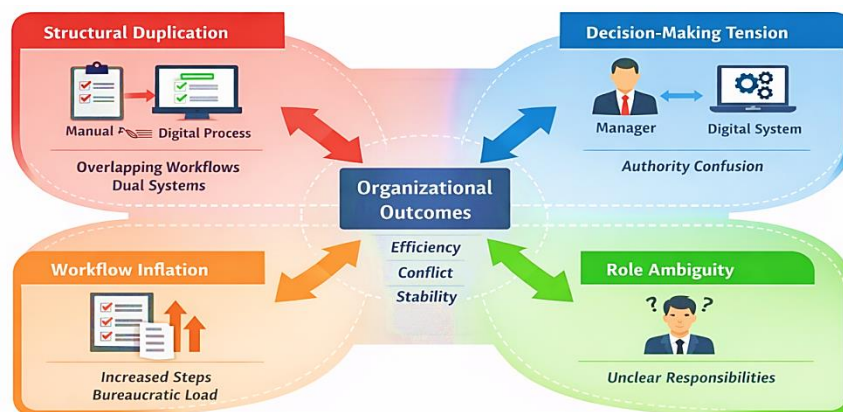 Structural Duplication
Manual
Digital Process
Overlapping Workflows
Dual Systems
Decision-Making Tension
Manager
Digital System
Authority Confusion
Organizational
Outcomes
Efficiency
Conflict
Stability
Workflow Inflation
Increased Steps
Bureaucratic Load
Role Ambiguity
? ?
Unclear Responsibilities